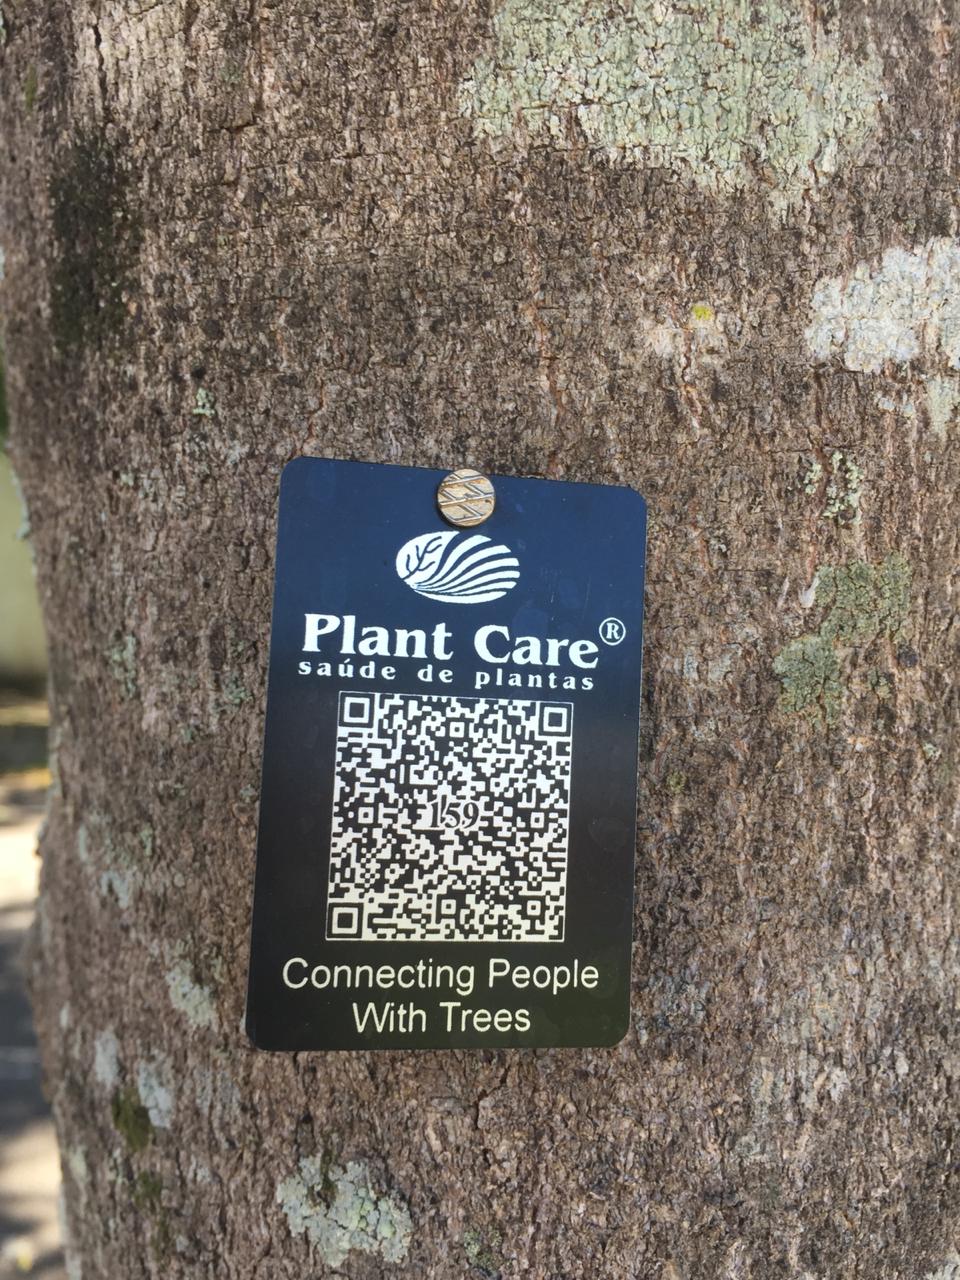 Plant Care®
saúde de plantas
159
Connecting People
With Trees